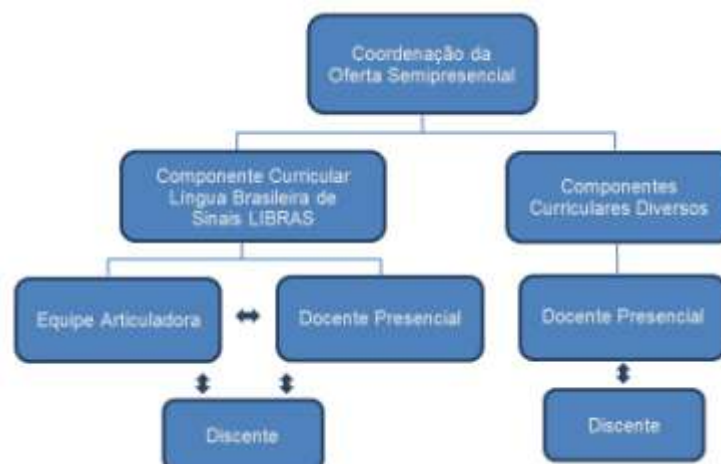 Coordenação da
Oferta Semipresencial
Componente Curricular
Língua Brasileira de
Sinais LIBRAS
Componentes
Curriculares Diversos
Equipe Articuladora
Docente Presencial
Docente Presencial
Discente
Discente